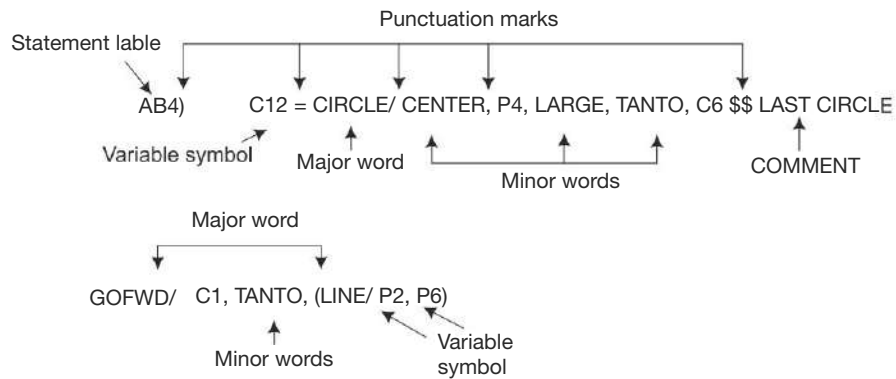 Punctuation marks
Statement lable
AB4) C12 = CIRCLE/ CENTER, P4, LARGE, TANTO, C6 $$ LAST CIRCLE
Variable symbol
Major word
Minor words
COMMENT
Major word
GOFWD/ C1, TANTO, (LINE/ P2, P6)
Minor words
Variable
symbol